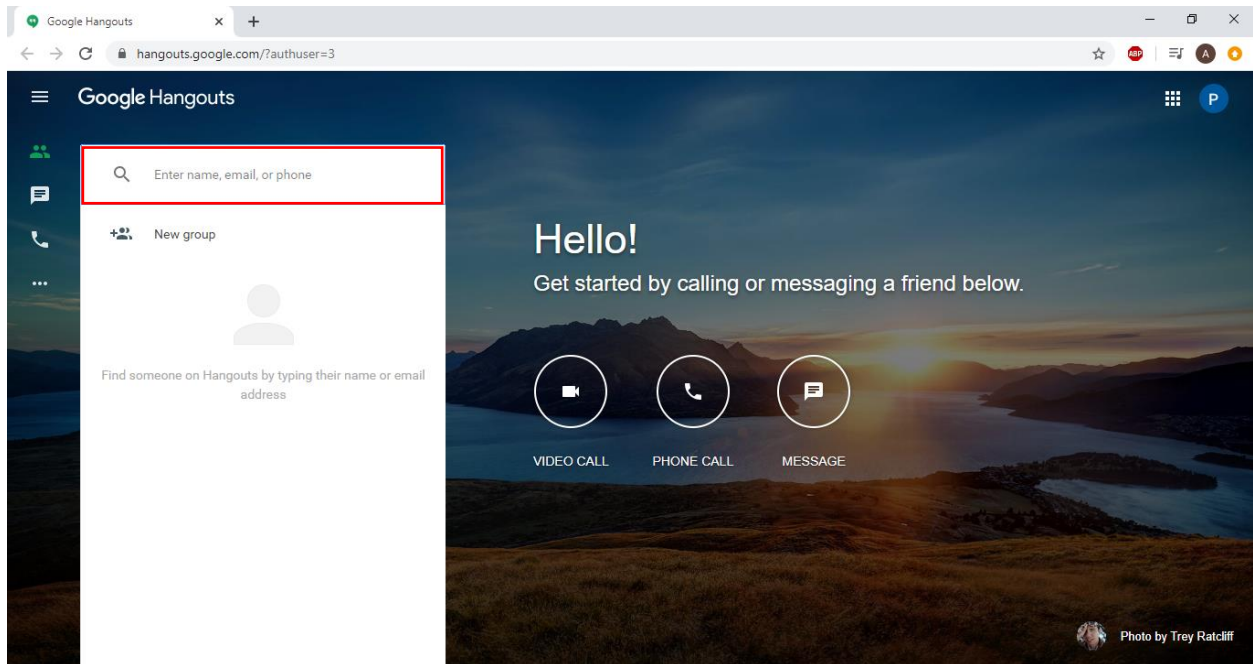 Google Hangouts
hangouts.google.com/?authuser=3
ABP
A
Google Hangouts
P
Enter name, email, or phone
New group
Find someone on Hangouts by typing their name or email
address
Hello!
Get started by calling or messaging a friend below.
VIDEO CALL PHONE CALL MESSAGE
Photo by Trey Ratcliff